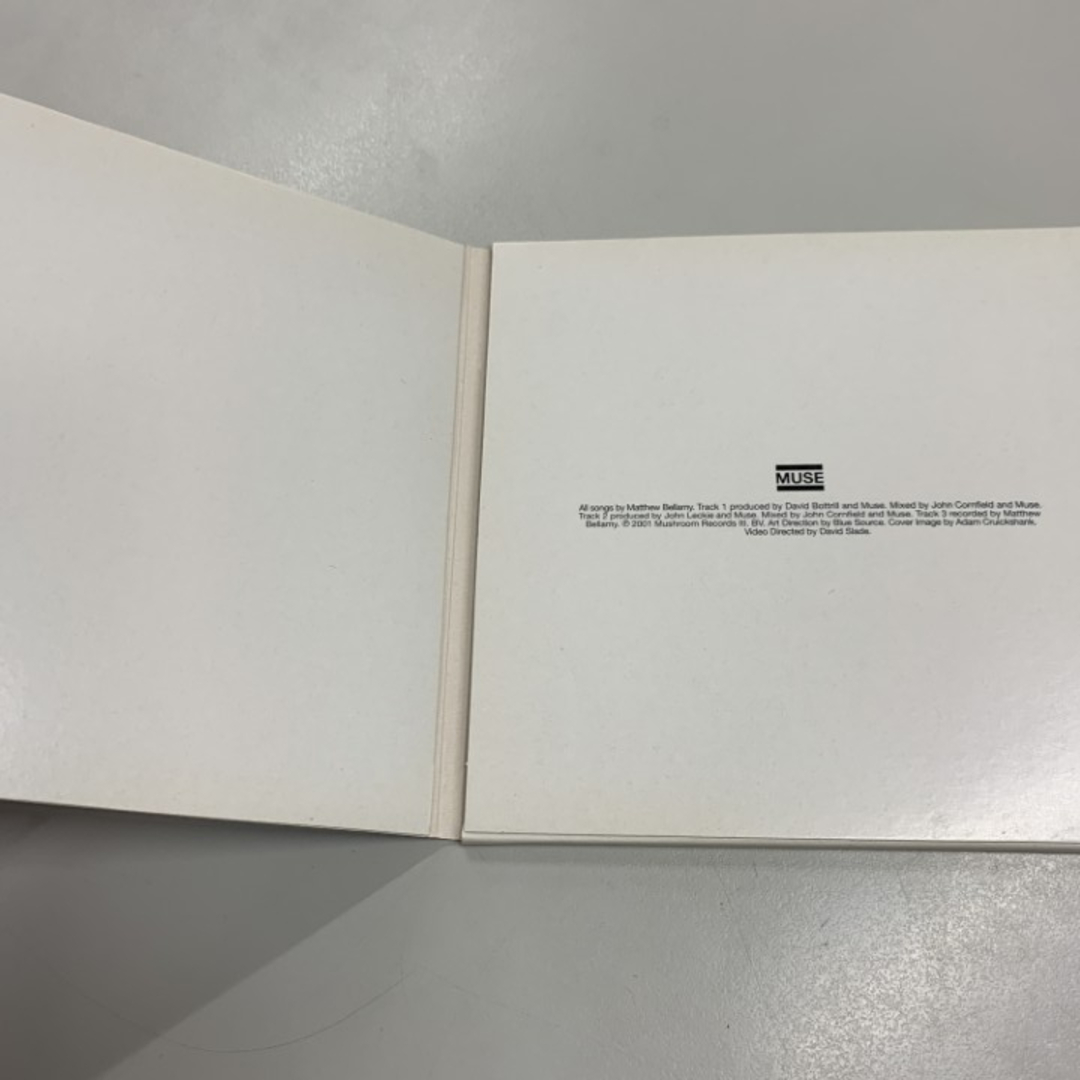 MUSE
All songs by Matthew Bellamy. Track 1 produced by David Bottrill and Muse. Mixed by John Cornfield and Muse.
Track 2 produced by John Leckie and Muse. Mixed by John Cornfield and Muse. Track 3 recorded by Matthew
Bellamy. ℗ 2001 Mushroom Records III. BV. Art Direction by Blue Source. Cover Image by Adam Cruickshank.
Video Directed by David Slade.